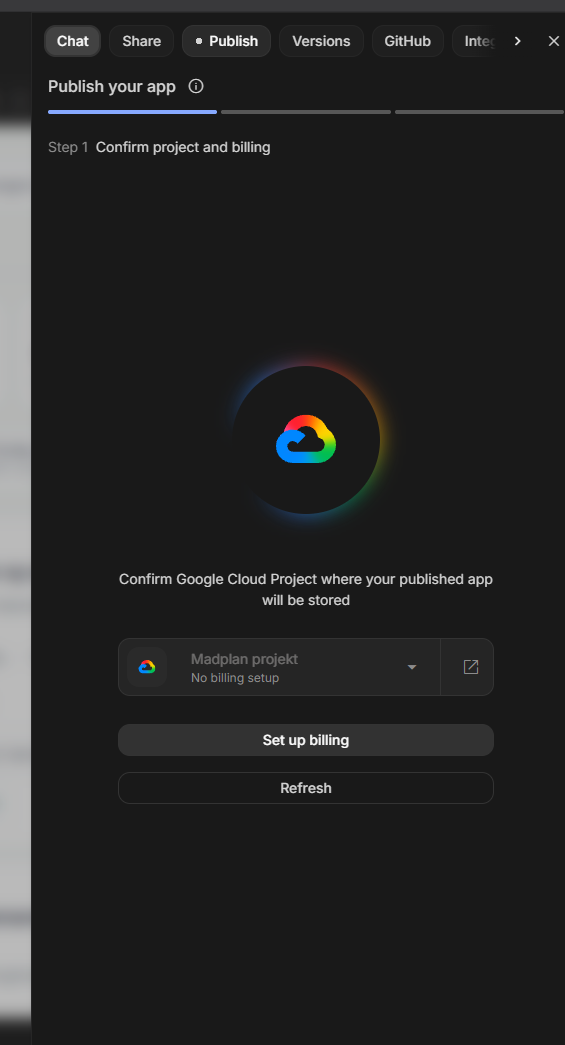 Chat Share Publish Versions GitHub
Publish your app
Step 1 Confirm project and billing
Confirm Google Cloud Project where your published app
will be stored
Madplan projekt
No billing setup
Set up billing
Refresh